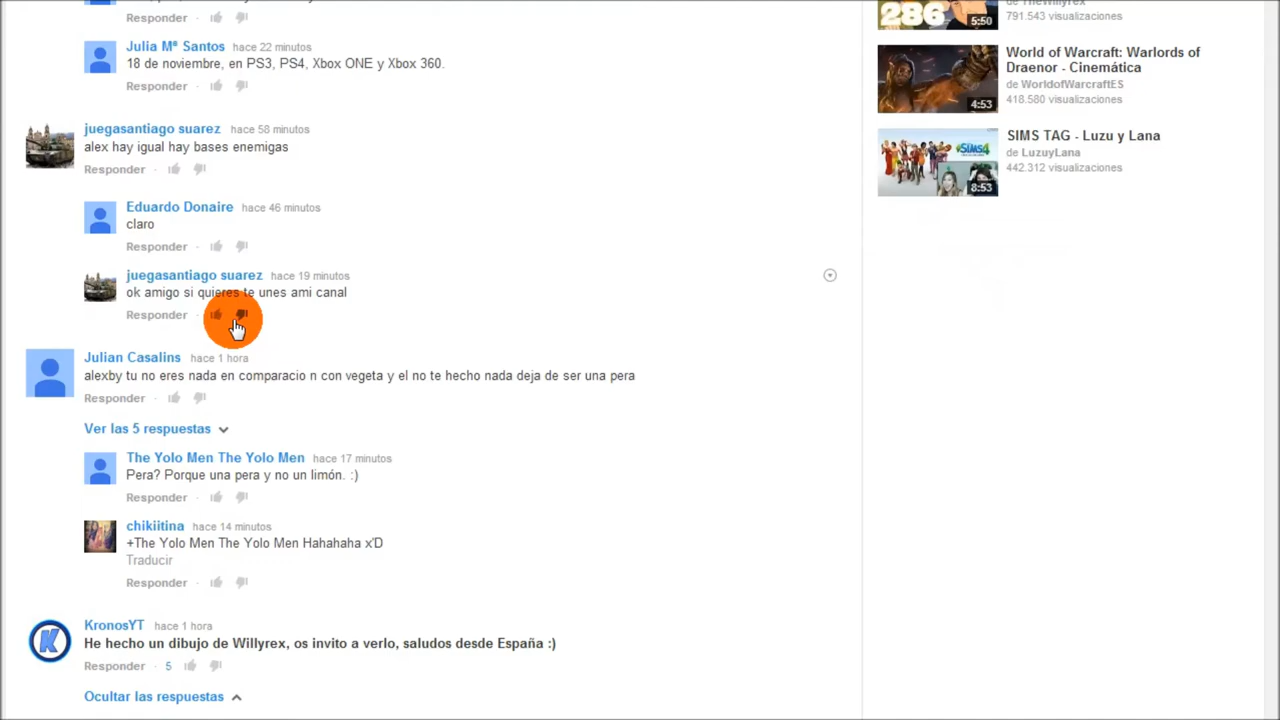 Responder
Julia Mª Santos hace 22 minutos
18 de noviembre, en PS3, PS4, Xbox ONE y Xbox 360.
Responder
juegasantiago suarez hace 58 minutos
alex hay igual hay bases enemigas
Responder
Eduardo Donaire hace 46 minutos
claro
Responder
juegasantiago suarez hace 19 minutos
ok amigo si quieres te unes ami canal
Responder
Julian Casalins hace 1 hora
alexby tu no eres nada en comparacio n con vegeta y el no te hecho nada deja de ser una pera
Responder
Ver las 5 respuestas
The Yolo Men The Yolo Men hace 17 minutos
Pera? Porque una pera y no un limón. :)
Responder
chikiitina hace 14 minutos
+The Yolo Men The Yolo Men Hahahaha x'D
Traducir
Responder
K
KronosYT hace 1 hora
He hecho un dibujo de Willyrex, os invito a verlo, saludos desde España :)
Responder · 5
Ocultar las respuestas
286
5:50
de TheWillyrex
791.543 visualizaciones
4:53
World of Warcraft: Warlords of
Draenor - Cinemática
de WorldofWarcraftES
418.580 visualizaciones
SIMS4
8:53
SIMS TAG - Luzu y Lana
de LuzuyLana
442.312 visualizaciones